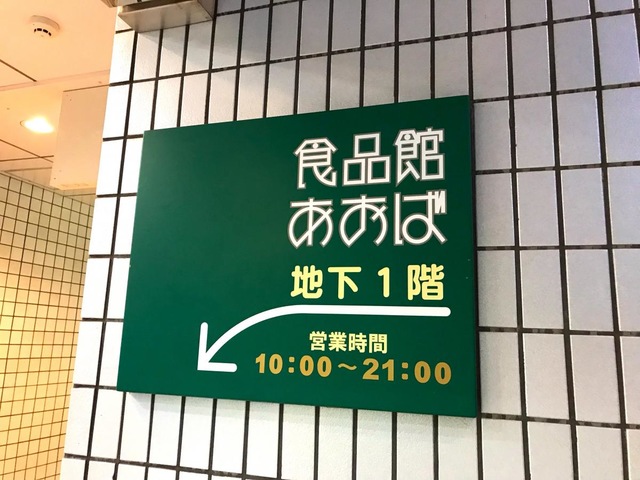 食品館
あおば
地下1階
営業時間
10:00～21:00